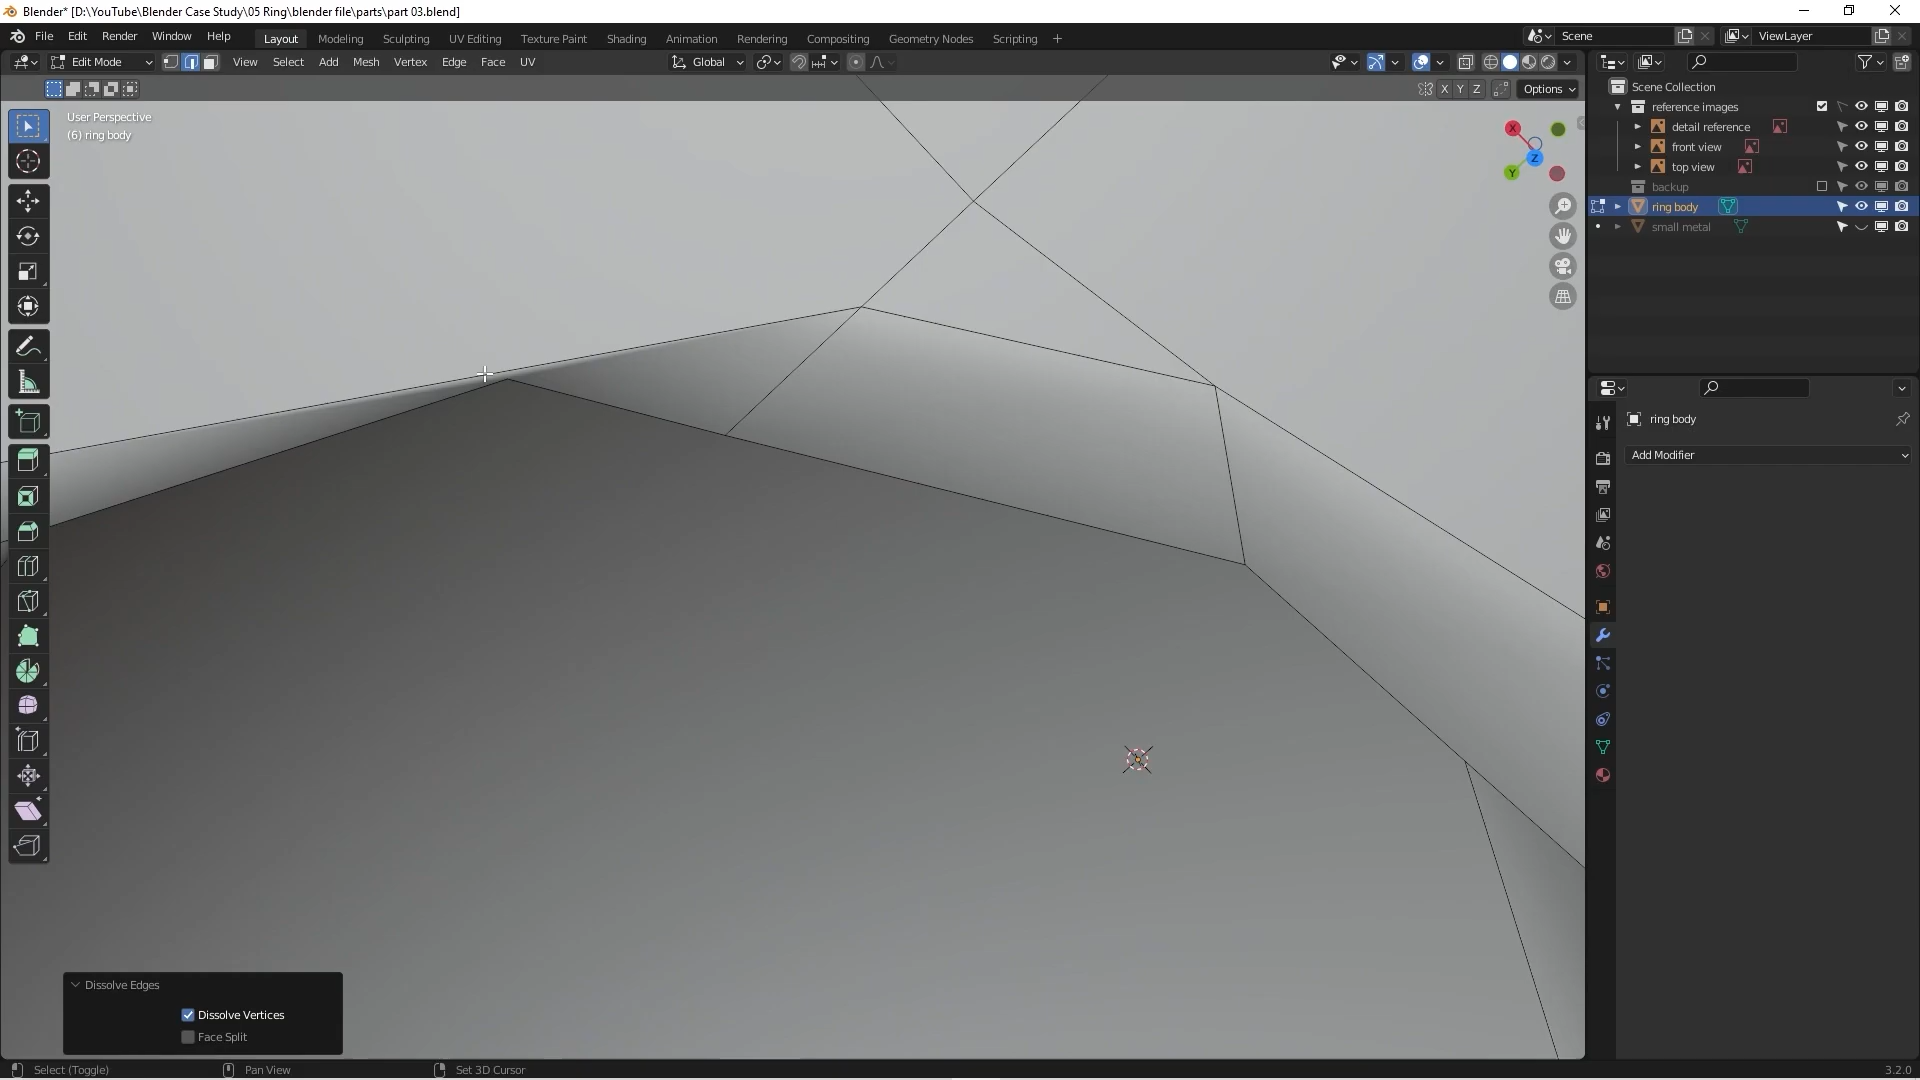 Blender* [D:\YouTube\Blender Case Study\05 Ring\blender file\parts\part 03.blend]
File Edit Render Window Help Layout Modeling Sculpting UV Editing Texture Paint Shading Animation Rendering Compositing Geometry Nodes Scripting + Scene ViewLayer
Edit Mode View Select Add Mesh Vertex Edge Face UV Global
X Y Z Options
User Perspective
(6) ring body
X
Z
Y
Scene Collection
reference images
detail reference
front view
top view
backup
ring body
small metal
ring body
Add Modifier
Dissolve Edges
Dissolve Vertices
Face Split
Select (Toggle) Pan View Set 3D Cursor 3.2.0